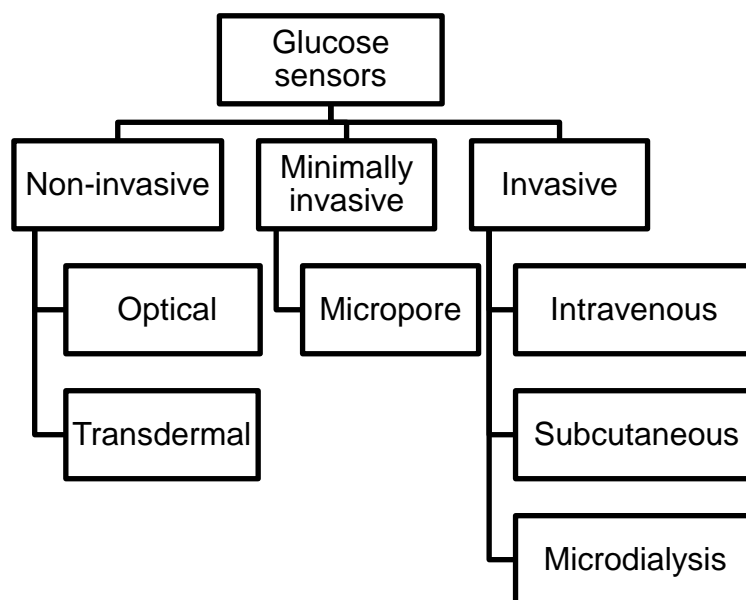 Glucose
sensors
Non-invasive
Minimally
invasive
Invasive
Optical
Micropore
Intravenous
Transdermal
Subcutaneous
Microdialysis